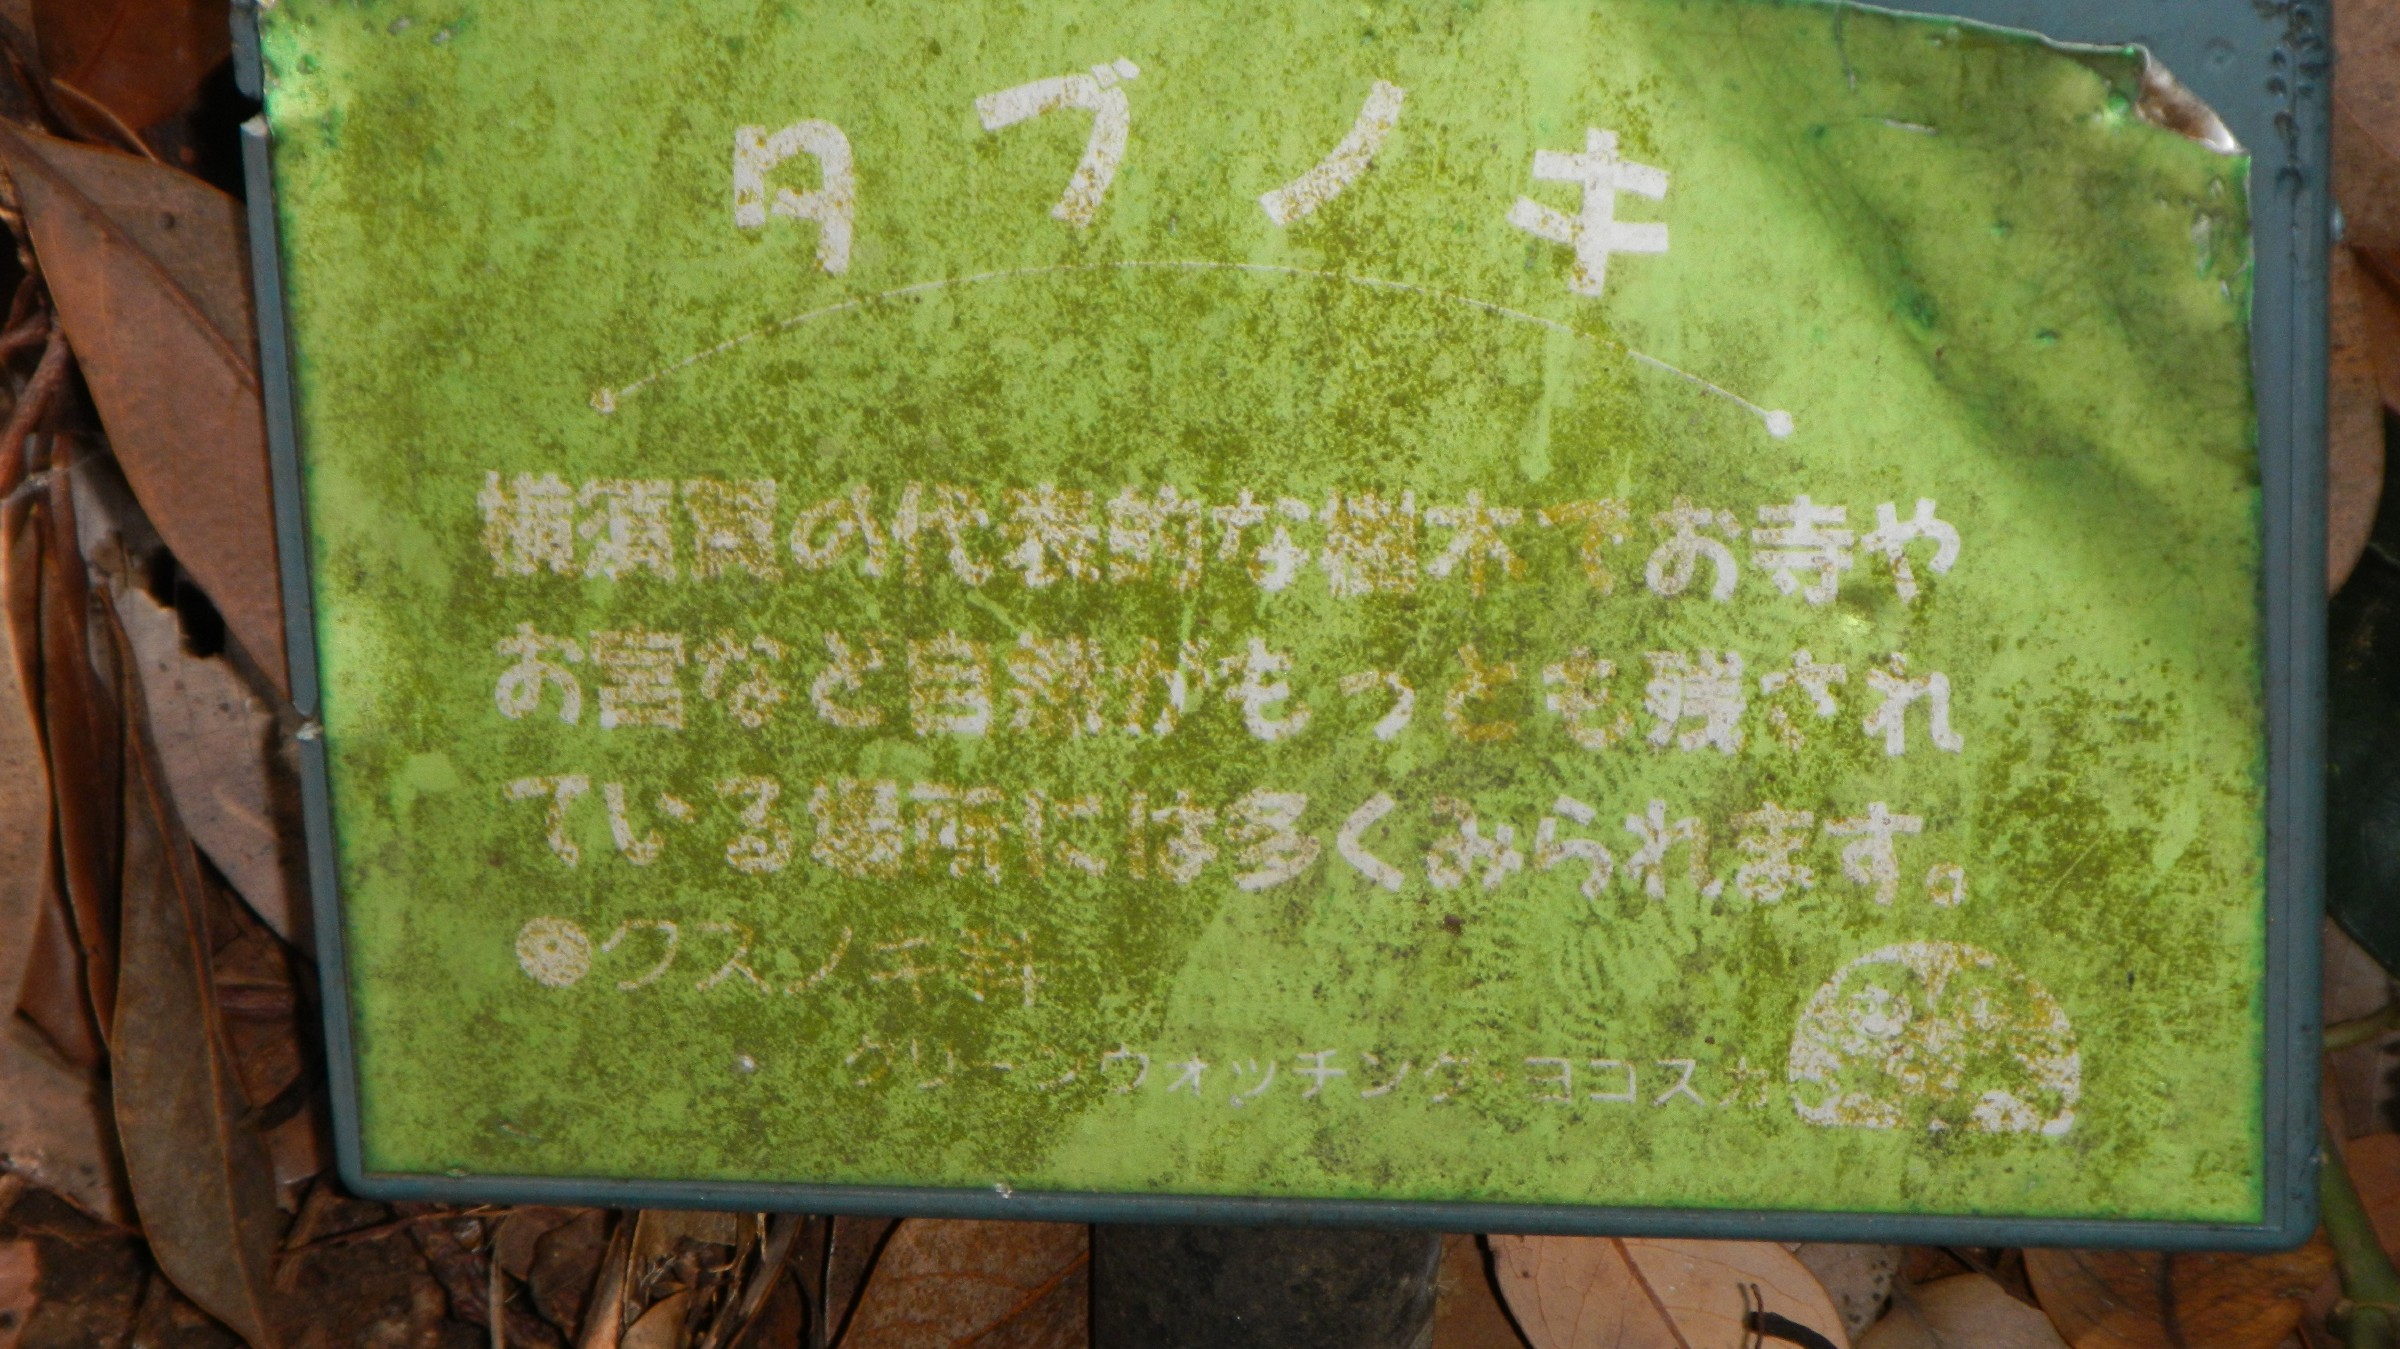 タブノキ
横須賀の代表的な樹木でお寺や
お宮など自然がもっとも残され
ている場所には多くみられます。
●クスノキ科
グリーンウォッチング・ヨコスカ